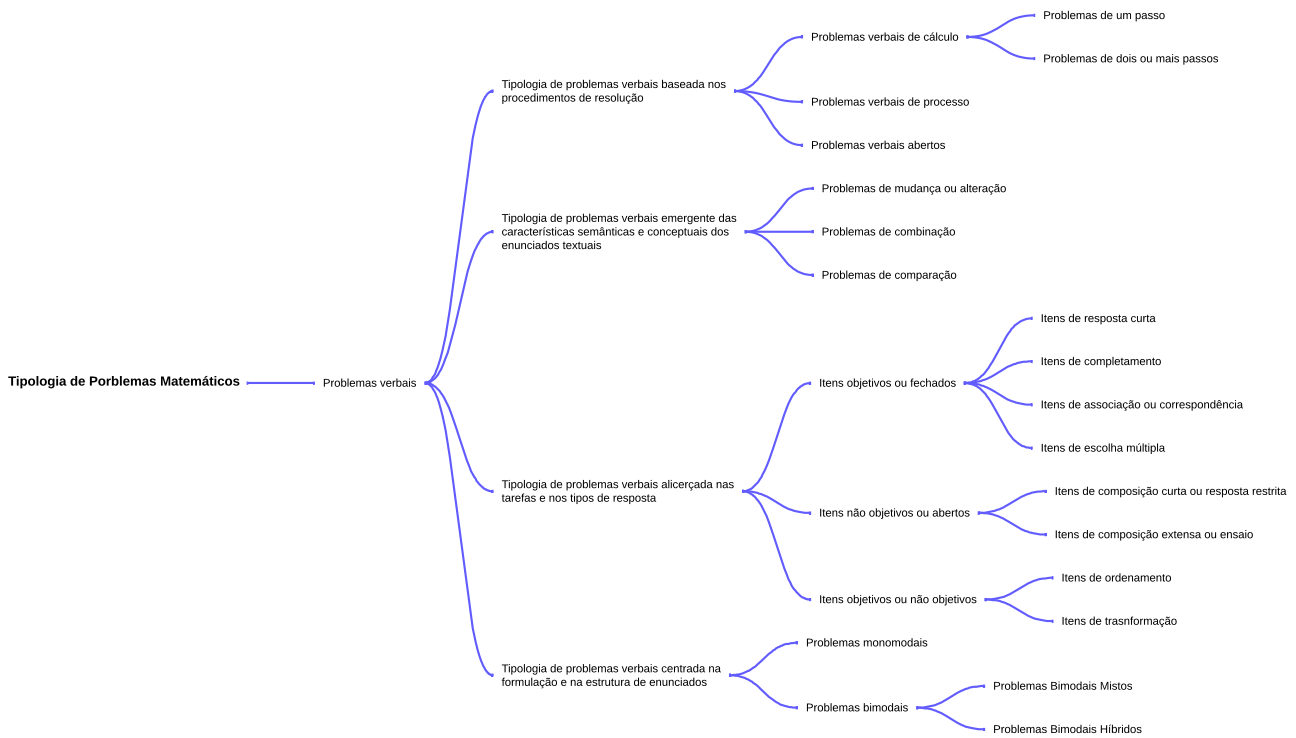 Tipologia de Porblemas Matemáticos
Problemas verbais
Tipologia de problemas verbais baseada nos
procedimentos de resolução
Problemas verbais de cálculo
Problemas de um passo
Problemas de dois ou mais passos
Problemas verbais de processo
Problemas verbais abertos
Tipologia de problemas verbais emergente das
características semânticas e conceptuais dos
enunciados textuais
Problemas de mudança ou alteração
Problemas de combinação
Problemas de comparação
Tipologia de problemas verbais alicerçada nas
tarefas e nos tipos de resposta
Itens objetivos ou fechados
Itens de resposta curta
Itens de completamento
Itens de associação ou correspondência
Itens de escolha múltipla
Itens não objetivos ou abertos
Itens de composição curta ou resposta restrita
Itens de composição extensa ou ensaio
Itens objetivos ou não objetivos
Itens de ordenamento
Itens de trasnformação
Tipologia de problemas verbais centrada na
formulação e na estrutura de enunciados
Problemas monomodais
Problemas bimodais
Problemas Bimodais Mistos
Problemas Bimodais Híbridos